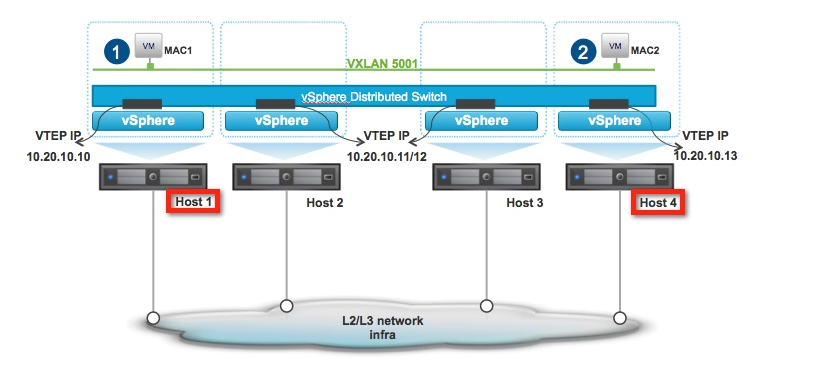 1 VM MAC1
2 VM MAC2
VXLAN 5001
vSphere Distributed Switch
vSphere vSphere vSphere vSphere
VTEP IP VTEP IP VTEP IP
10.20.10.10 10.20.10.11/12 10.20.10.13
Host 1 Host 2 Host 3 Host 4
L2/L3 network
infra